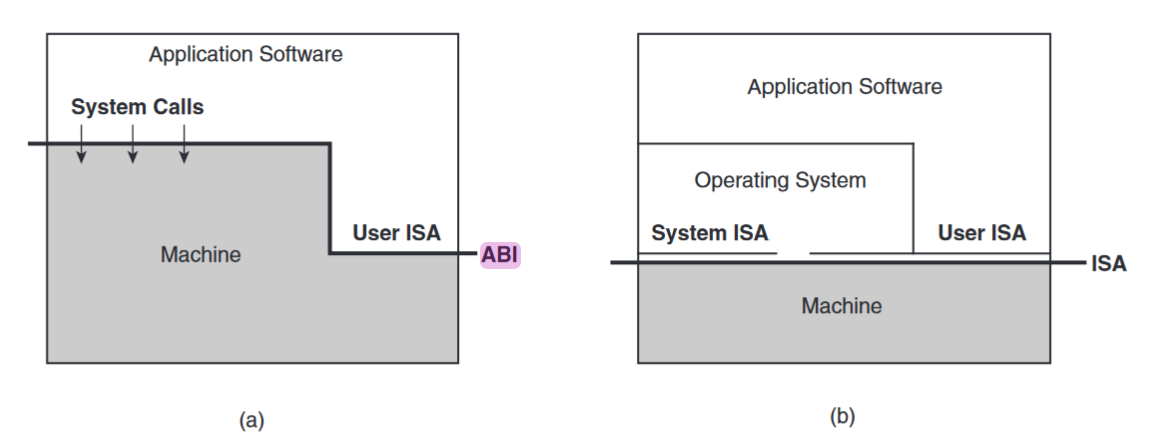 Application Software
System Calls
Machine
User ISA
ABI
(a)
Application Software
Operating System
System ISA
User ISA
ISA
Machine
(b)